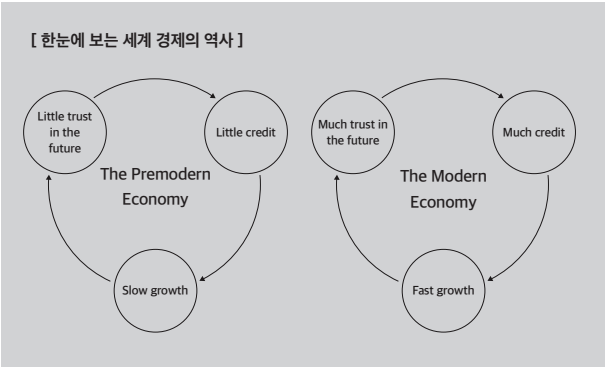 [ 한눈에 보는 세계 경제의 역사 ]
Little trust
in the
future
Little credit
The Premodern
Economy
Slow growth
Much trust in
the future
Much credit
The Modern
Economy
Fast growth